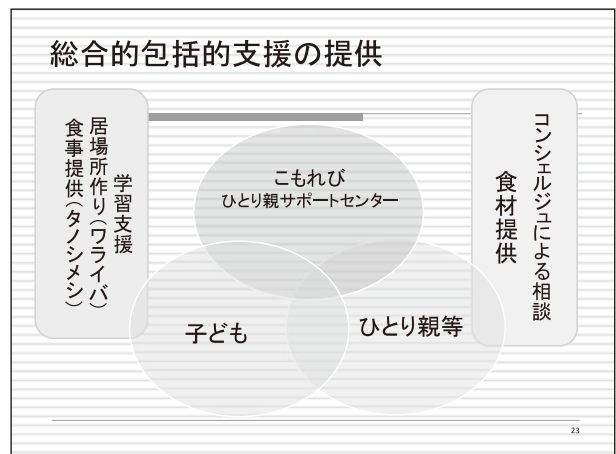 総合的包括的支援の提供
学習支援
居場所作り（ワライバ）
食事提供（タノシメシ）
こもれび
ひとり親サポートセンター
子ども
ひとり親等
コンシェルジュによる相談
食材提供
23